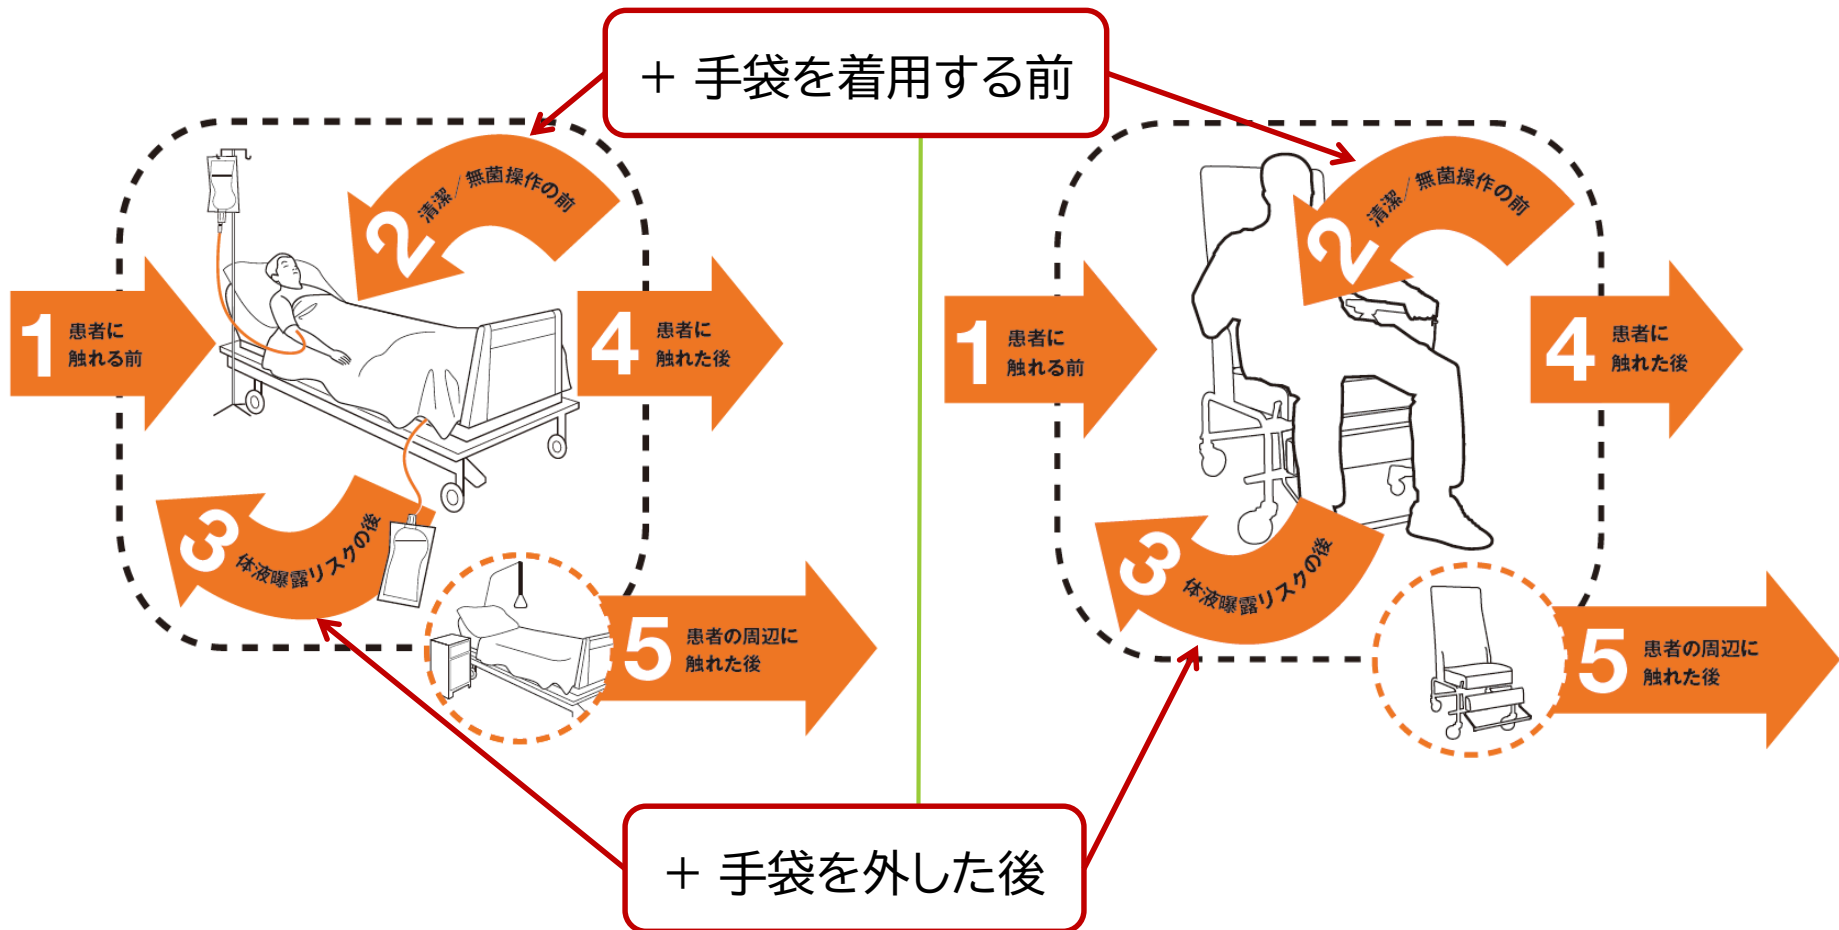 ＋ 手袋を着用する前
1 患者に
触れる前
2 清潔／無菌操作の前
3 体液曝露リスクの後
4 患者に
触れた後
5 患者の周辺に
触れた後
1 患者に
触れる前
2 清潔／無菌操作の前
3 体液曝露リスクの後
4 患者に
触れた後
5 患者の周辺に
触れた後
＋ 手袋を外した後